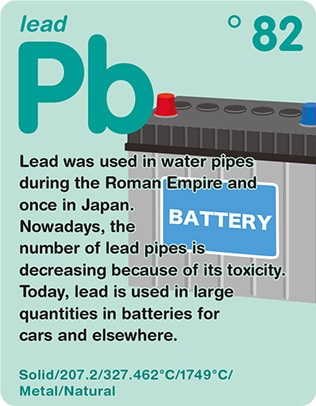 lead
° 82
Pb
Lead was used in water pipes
during the Roman Empire and
once in Japan.
Nowadays, the
number of lead pipes is
decreasing because of its toxicity.
Today, lead is used in large
quantities in batteries for
cars and elsewhere.
BATTERY
Solid/207.2/327.462°C/1749°C/
Metal/Natural